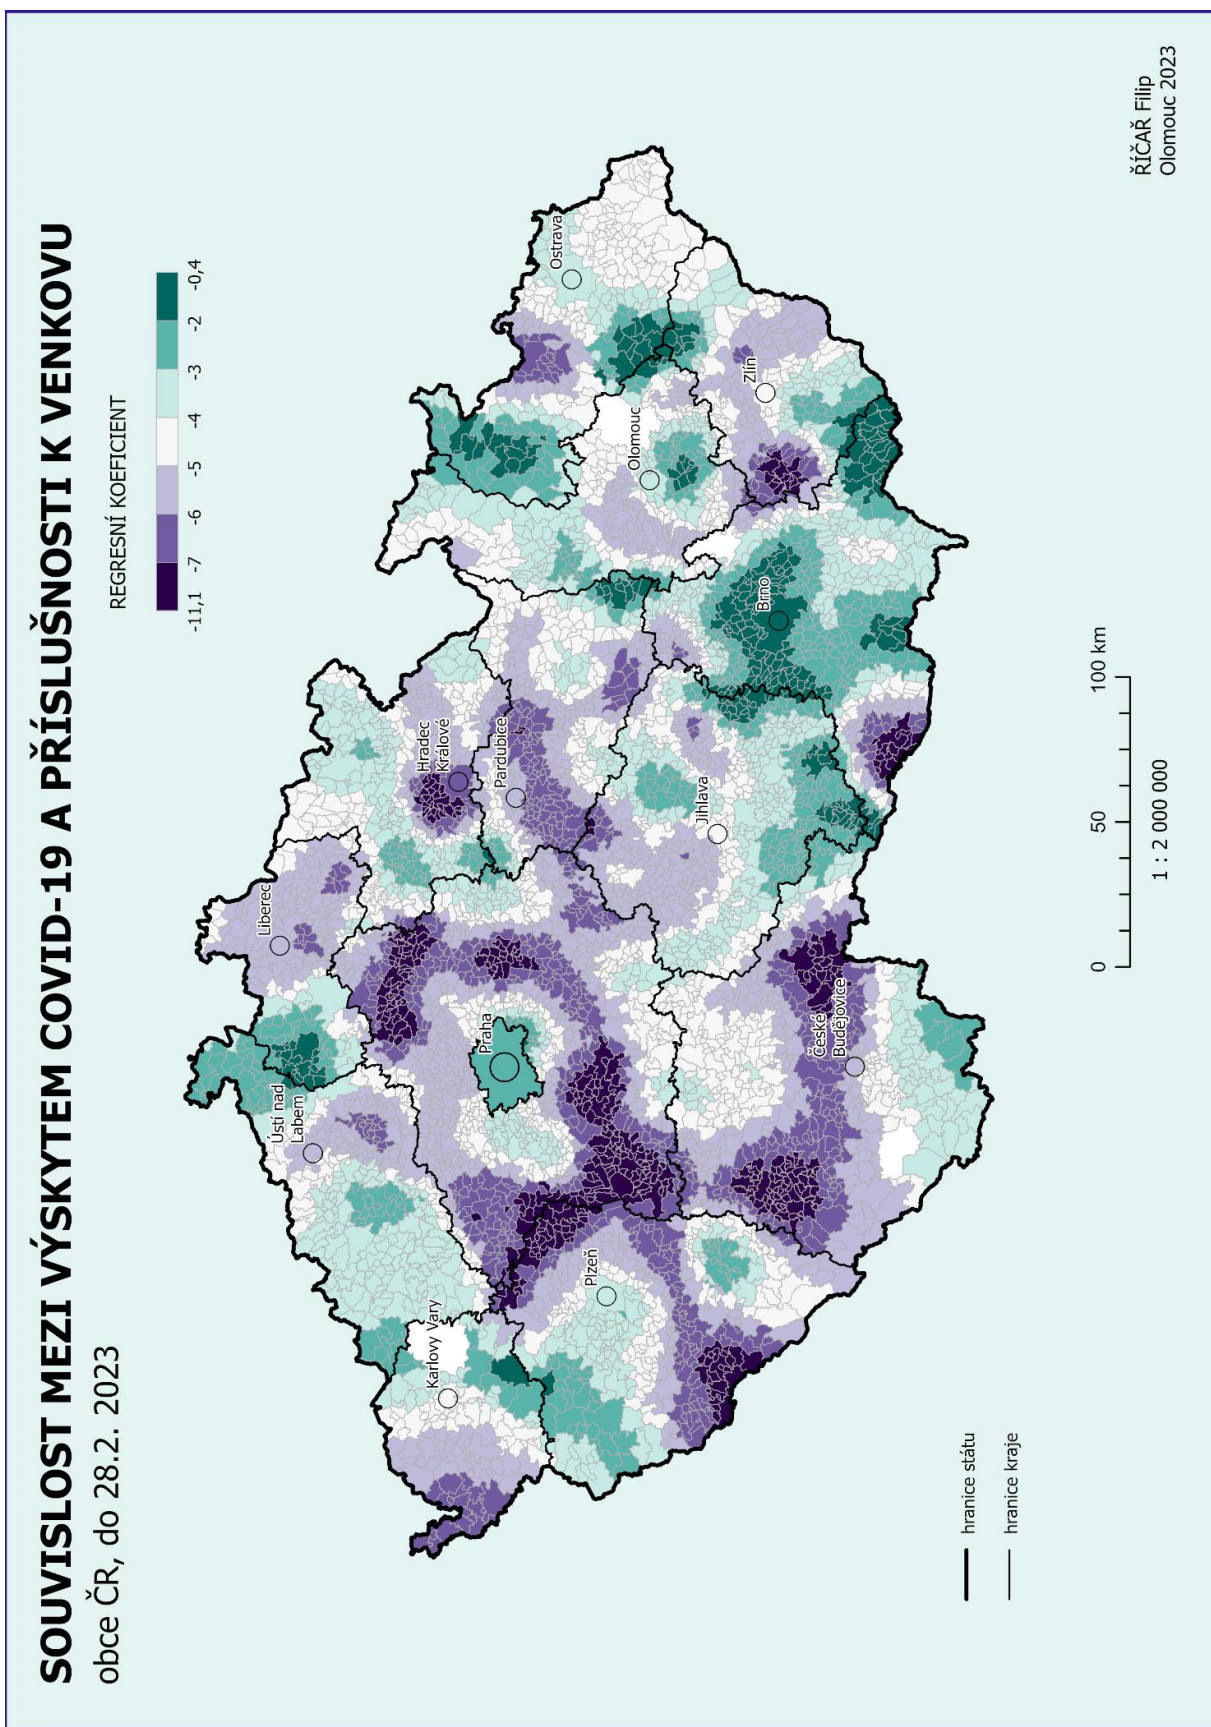 SOUVISLOST MEZI VÝSKYTEM COVID-19 A PŘÍSLUŠNOSTI K VENKOVU
obce ČR, do 28.2. 2023
REGRESNÍ KOEFICIENT
-11,1 -7 -6 -5 -4 -3 -2 -0,4
Liberec
Ústí nad
Labem
Karlovy Vary
Praha
Hradec
Králové
Pardubice
Plzeň
Ostrava
Olomouc
Jihlava
Brno
Zlín
České
Budějovice
hranice státu
hranice kraje
0 50 100 km
1 : 2 000 000
ŘÍČAŘ Filip
Olomouc 2023